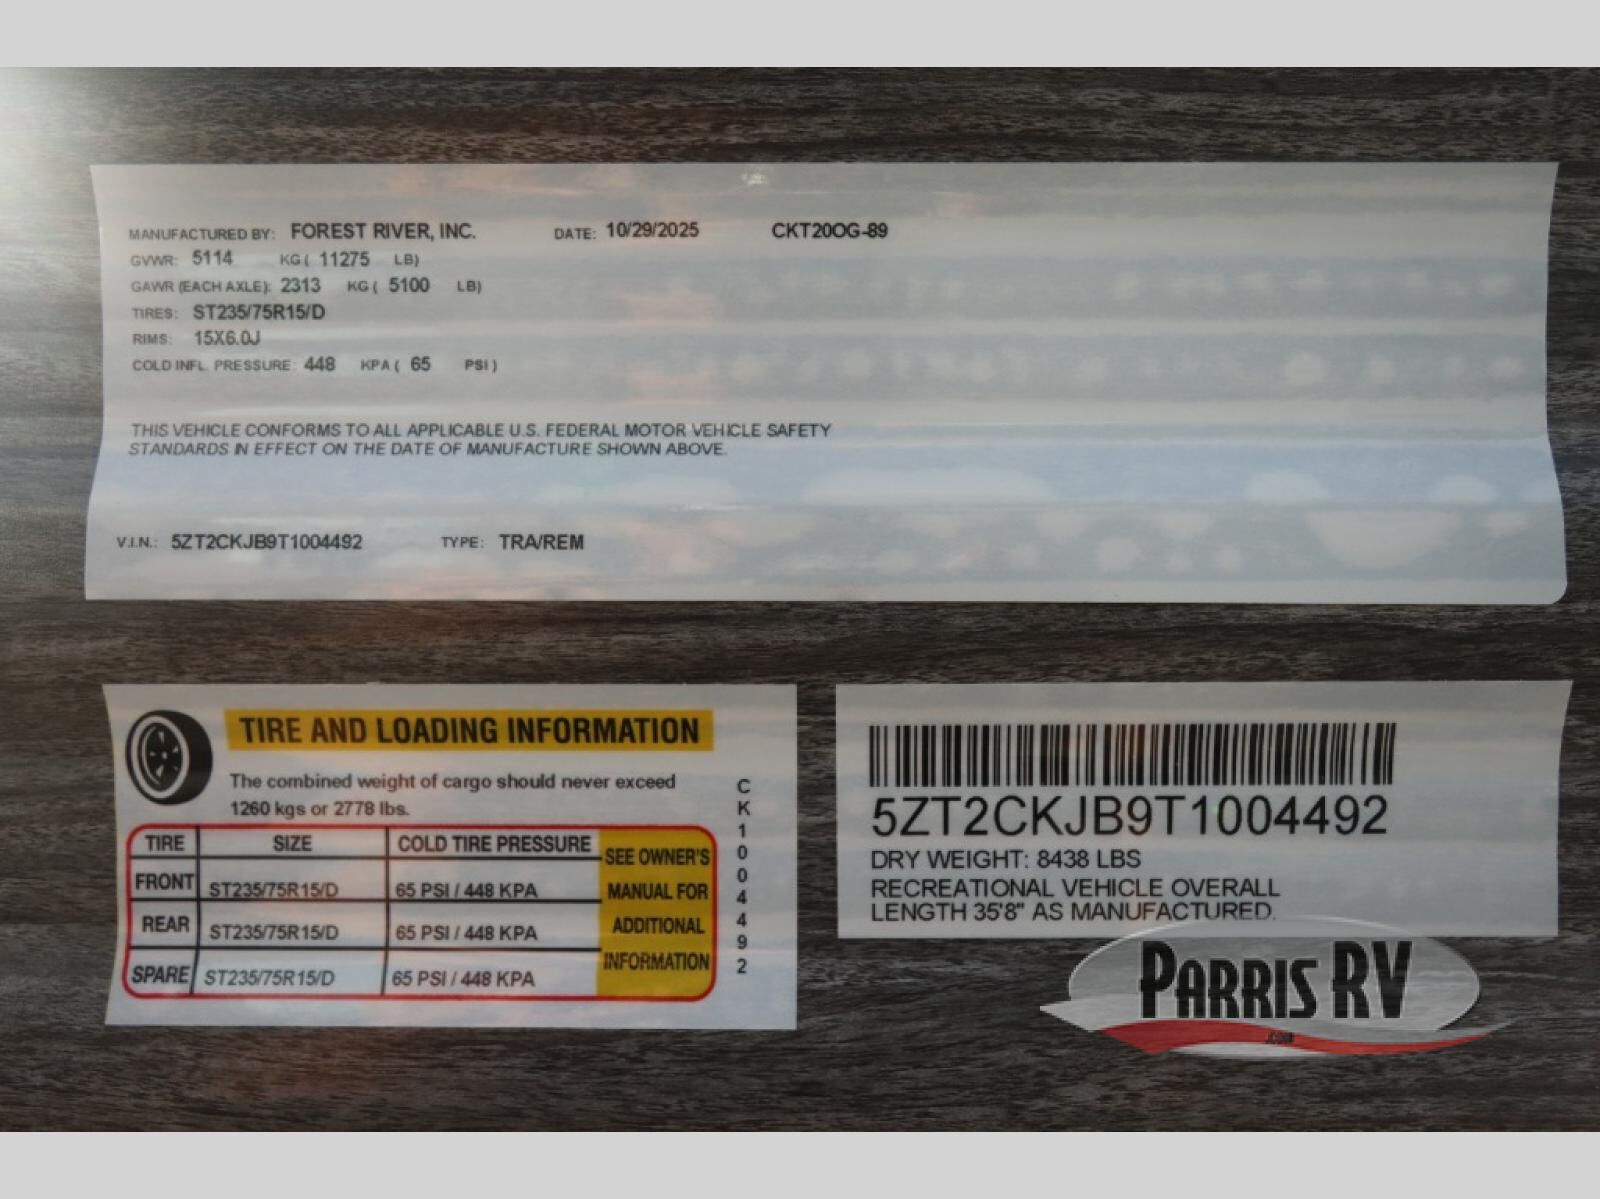 MANUFACTURED BY: FOREST RIVER, INC. DATE: 10/29/2025 CKT20OG-89
GVWR: 5114 KG ( 11275 LB)
GAWR (EACH AXLE): 2313 KG ( 5100 LB)
TIRES: ST235/75R15/D
RIMS: 15X6.0J
COLD INFL. PRESSURE: 448 KPA ( 65 PSI )
THIS VEHICLE CONFORMS TO ALL APPLICABLE U.S. FEDERAL MOTOR VEHICLE SAFETY
STANDARDS IN EFFECT ON THE DATE OF MANUFACTURE SHOWN ABOVE.
V.I.N.: 5ZT2CKJB9T1004492 TYPE: TRA/REM
TIRE AND LOADING INFORMATION
The combined weight of cargo should never exceed
1260 kgs or 2778 lbs.
TIRE SIZE COLD TIRE PRESSURE
FRONT ST235/75R15/D 65 PSI / 448 KPA
REAR ST235/75R15/D 65 PSI / 448 KPA
SPARE ST235/75R15/D 65 PSI / 448 KPA
SEE OWNER'S
MANUAL FOR
ADDITIONAL
INFORMATION
CK1004492
5ZT2CKJB9T1004492
DRY WEIGHT: 8438 LBS
RECREATIONAL VEHICLE OVERALL
LENGTH 35'8" AS MANUFACTURED.
PARRIS RV
.COM